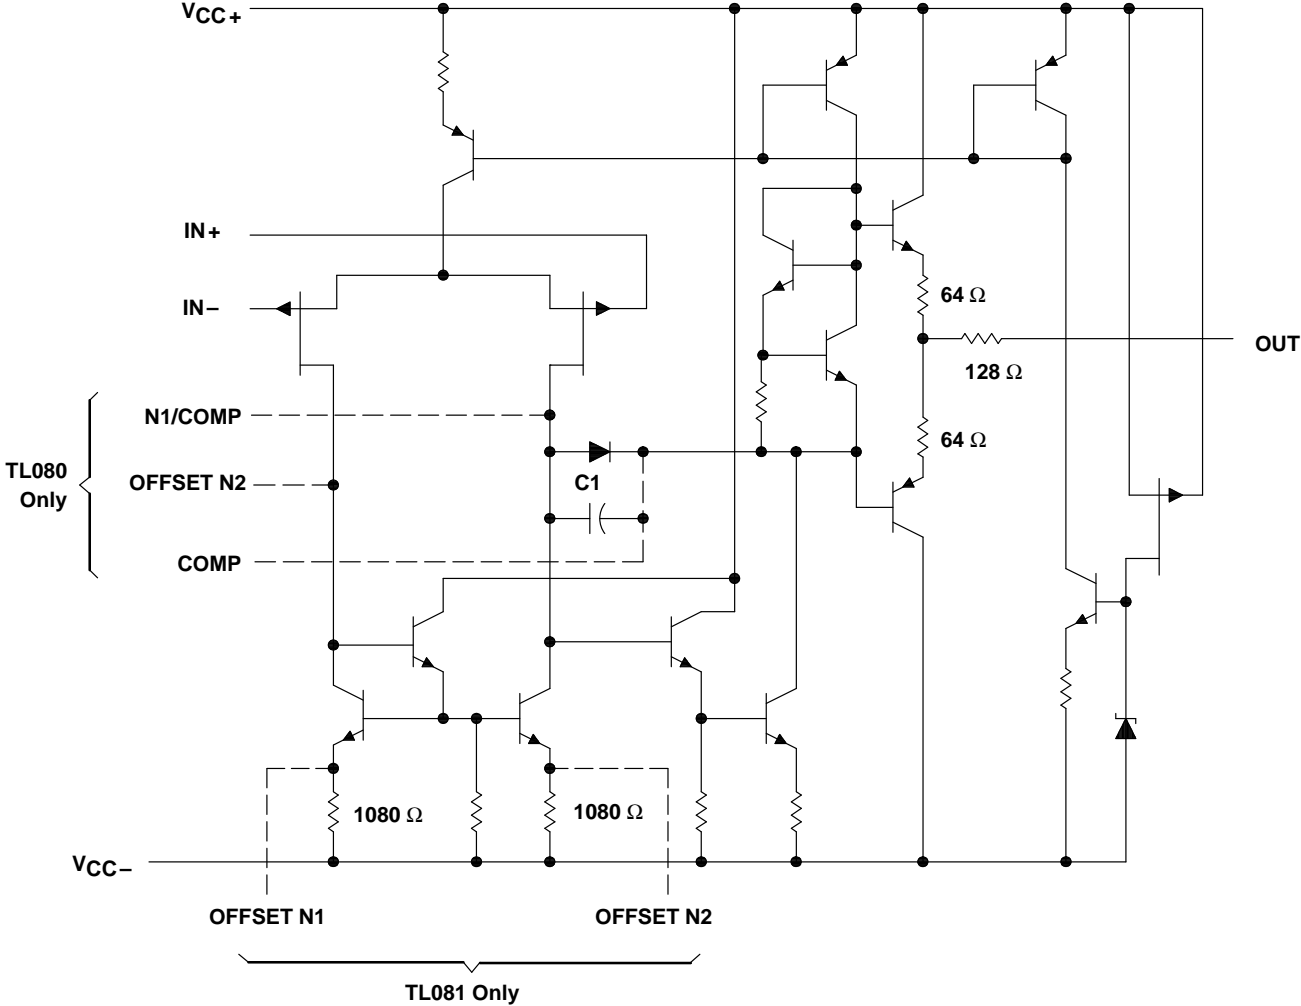 VCC+
IN+
IN−
64 Ω
OUT
128 Ω
N1/COMP
64 Ω
TL080
Only
OFFSET N2
C1
COMP
1080 Ω
1080 Ω
VCC−
OFFSET N1
OFFSET N2
TL081 Only